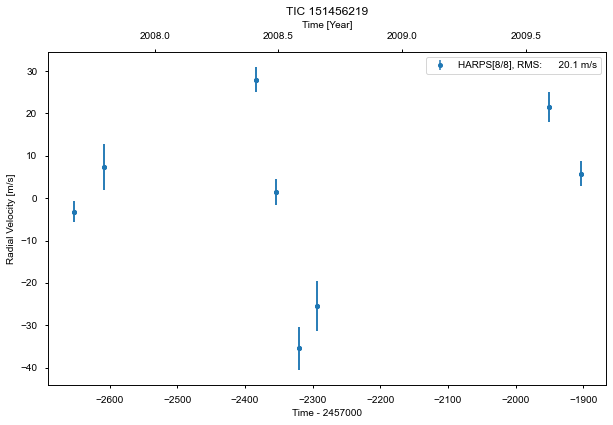 TIC 151456219
Time [Year]
2008.0 2008.5 2009.0 2009.5
HARPS[8/8], RMS: 20.1 m/s
30
20
10
0
−10
−20
−30
−40
Radial Velocity [m/s]
−2600 −2500 −2400 −2300 −2200 −2100 −2000 −1900
Time - 2457000